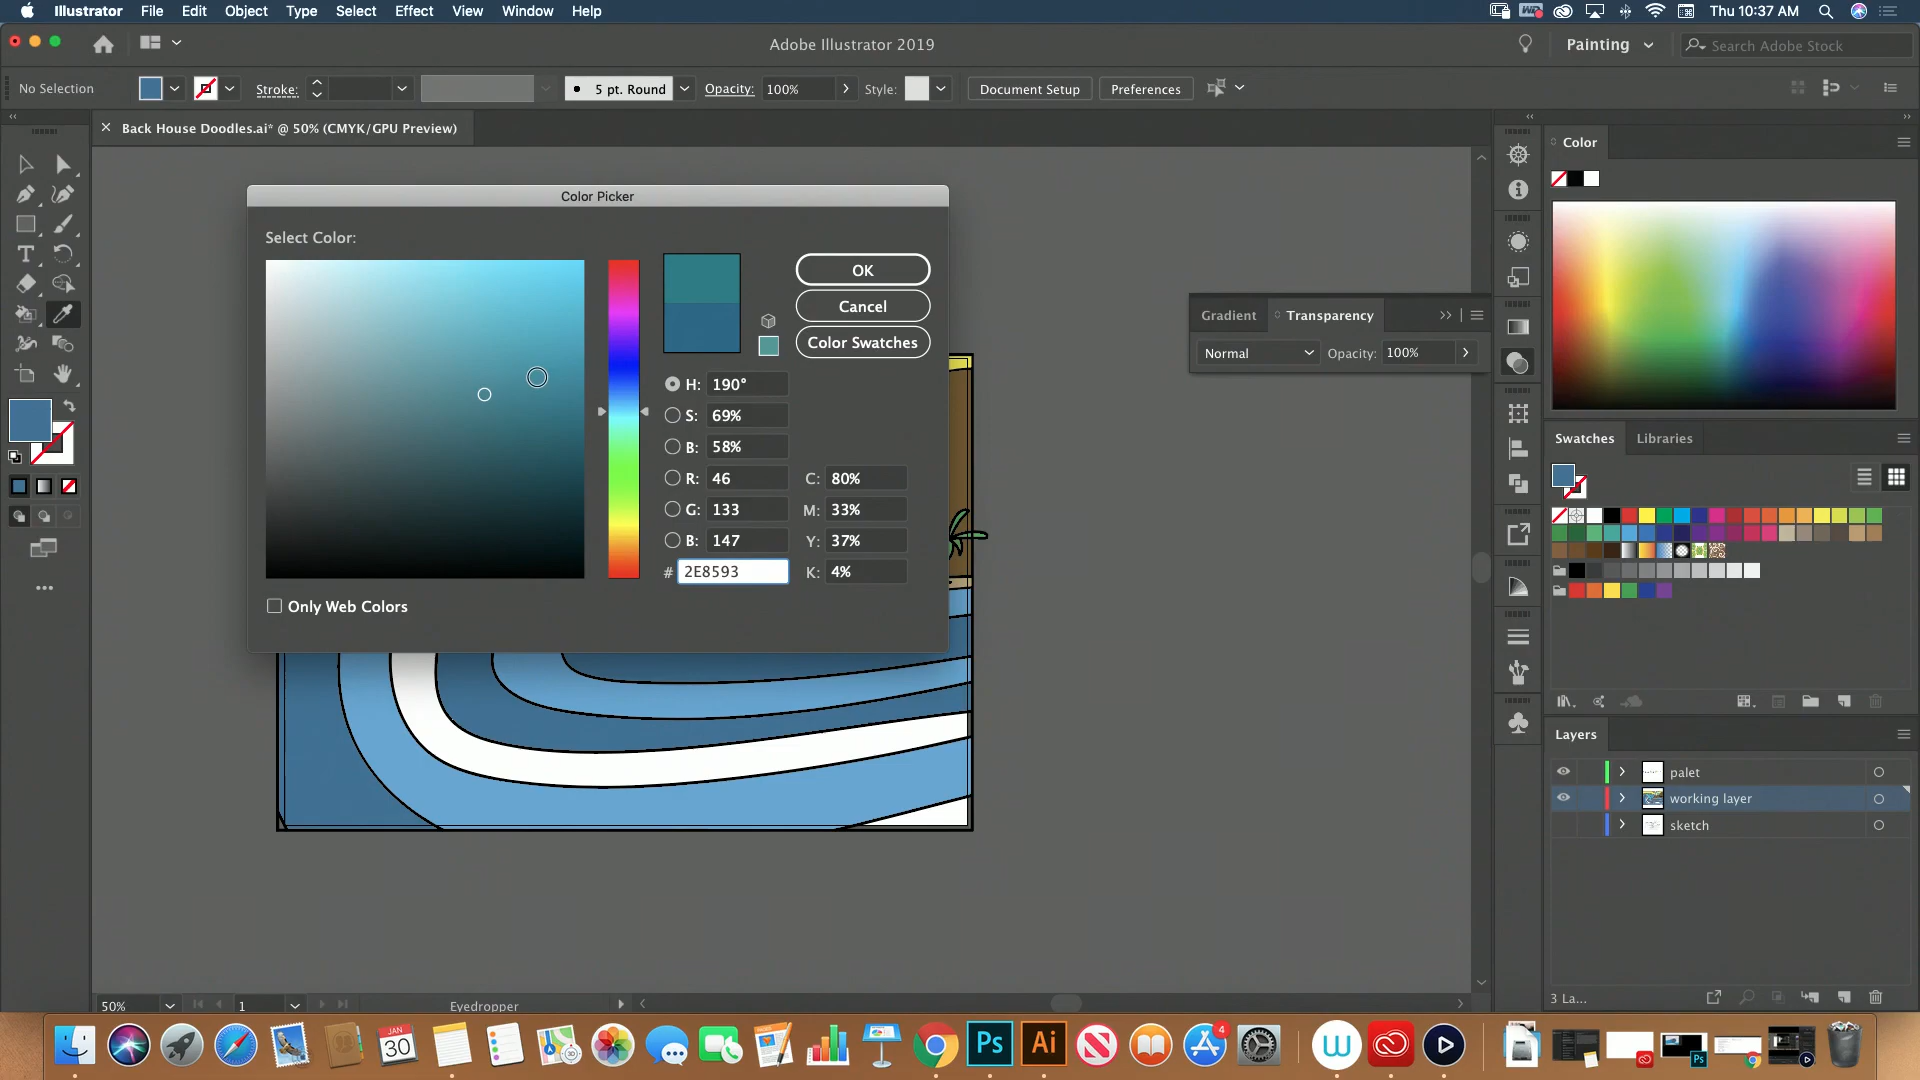 Illustrator File Edit Object Type Select Effect View Window Help Thu 10:37 AM
Adobe Illustrator 2019 Painting Search Adobe Stock
No Selection Stroke: 5 pt. Round Opacity: 100% Style: Document Setup Preferences
Back House Doodles.ai* @ 50% (CMYK/GPU Preview)
Color
Color Picker
Select Color:
OK
Cancel
Color Swatches
H: 190°
S: 69%
B: 58%
R: 46 C: 80%
G: 133 M: 33%
B: 147 Y: 37%
# 2E8593 K: 4%
Only Web Colors
Gradient Transparency
Normal Opacity: 100%
Swatches Libraries
Layers
palet
working layer
sketch
3 La...
50% 1 Eyedropper
JAN
30
Ps
Ai
4
W